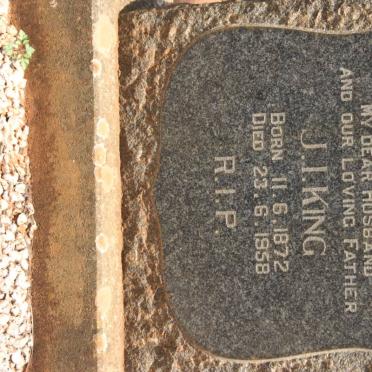 MY DEAR HUSBAND
AND OUR LOVING FATHER
J. J. KING
BORN 11. 6. 1872
DIED 23. 6. 1958
R.I.P.